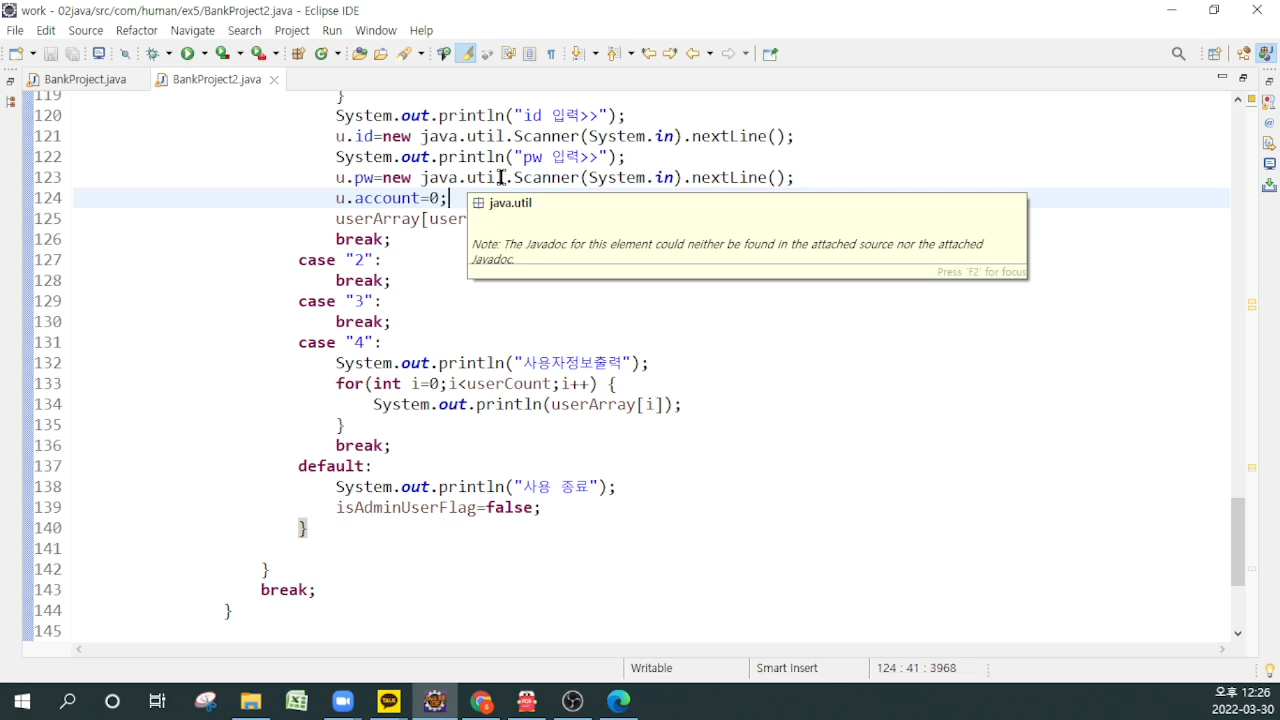 work - 02java/src/com/human/ex5/BankProject2.java - Eclipse IDE
File Edit Source Refactor Navigate Search Project Run Window Help
BankProject.java BankProject2.java
119 }
120 System.out.println("id 입력>>");
121 u.id=new java.util.Scanner(System.in).nextLine();
122 System.out.println("pw 입력>>");
123 u.pw=new java.util.Scanner(System.in).nextLine();
124 u.account=0;
java.util
125 userArray[user
126 break;
Note: The Javadoc for this element could neither be found in the attached source nor the attached
Javadoc.
127 case "2":
Press 'F2' for focus
128 break;
129 case "3":
130 break;
131 case "4":
132 System.out.println("사용자정보출력");
133 for(int i=0;i<userCount;i++) {
134 System.out.println(userArray[i]);
135 }
136 break;
137 default:
138 System.out.println("사용 종료");
139 isAdminUserFlag=false;
140 }
141
142 }
143 break;
144 }
145
Writable Smart Insert 124 : 41 : 3968
TALK
PDF
오후 12:26
2022-03-30